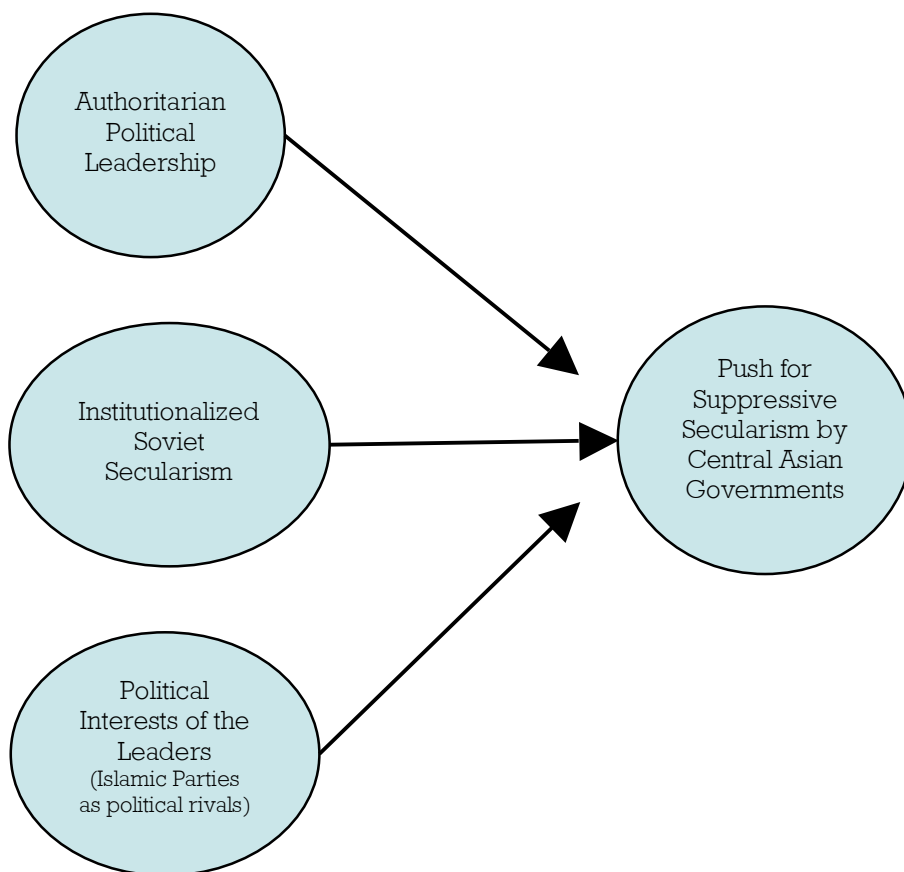 Authoritarian
Political
Leadership
Institutionalized
Soviet
Secularism
Political
Interests of the
Leaders
(Islamic Parties
as political rivals)
Push for
Suppressive
Secularism by
Central Asian
Governments